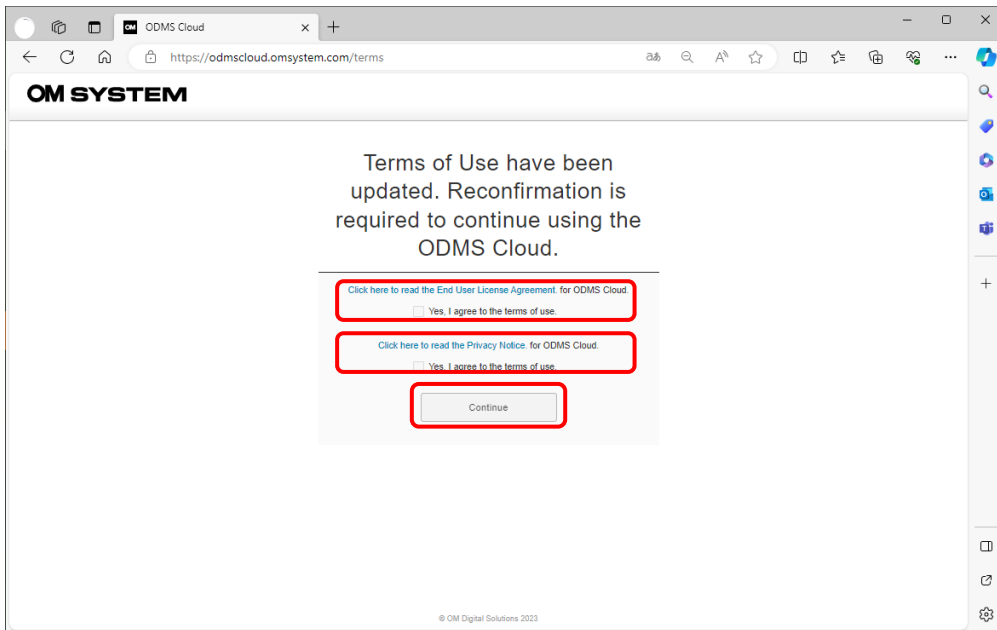 ODMS Cloud
https://odmscloud.omsystem.com/terms
OM SYSTEM
Terms of Use have been
updated. Reconfirmation is
required to continue using the
ODMS Cloud.
Click here to read the End User License Agreement. for ODMS Cloud.
Yes, I agree to the terms of use.
Click here to read the Privacy Notice. for ODMS Cloud.
Yes, I agree to the terms of use.
Continue
© OM Digital Solutions 2023